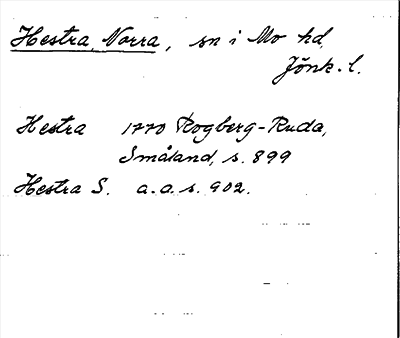 Hestra, Norra, sn i Mo hd,
Jönk. l.
Hestra 1770 Rogberg-Ruda,
Småland, s. 899
Hestra S. a.a. s. 902.